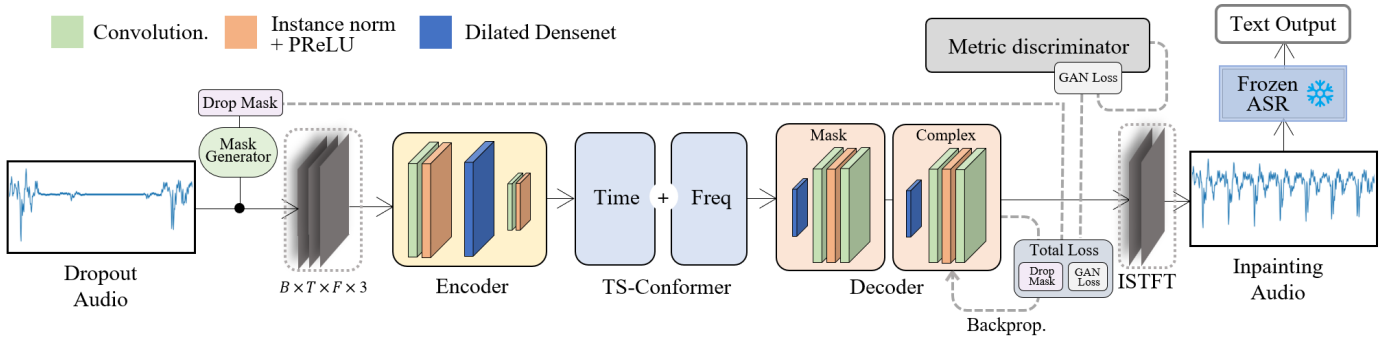 Convolution.
Instance norm
+ PReLU
Dilated Densenet
Metric discriminator
GAN Loss
Text Output
Frozen
ASR
Drop Mask
Mask
Generator
Dropout
Audio
B × T × F × 3
Encoder
Time
+
Freq
TS-Conformer
Mask
Complex
Decoder
Total Loss
Drop
Mask
GAN
Loss
Backprop.
ISTFT
Inpainting
Audio